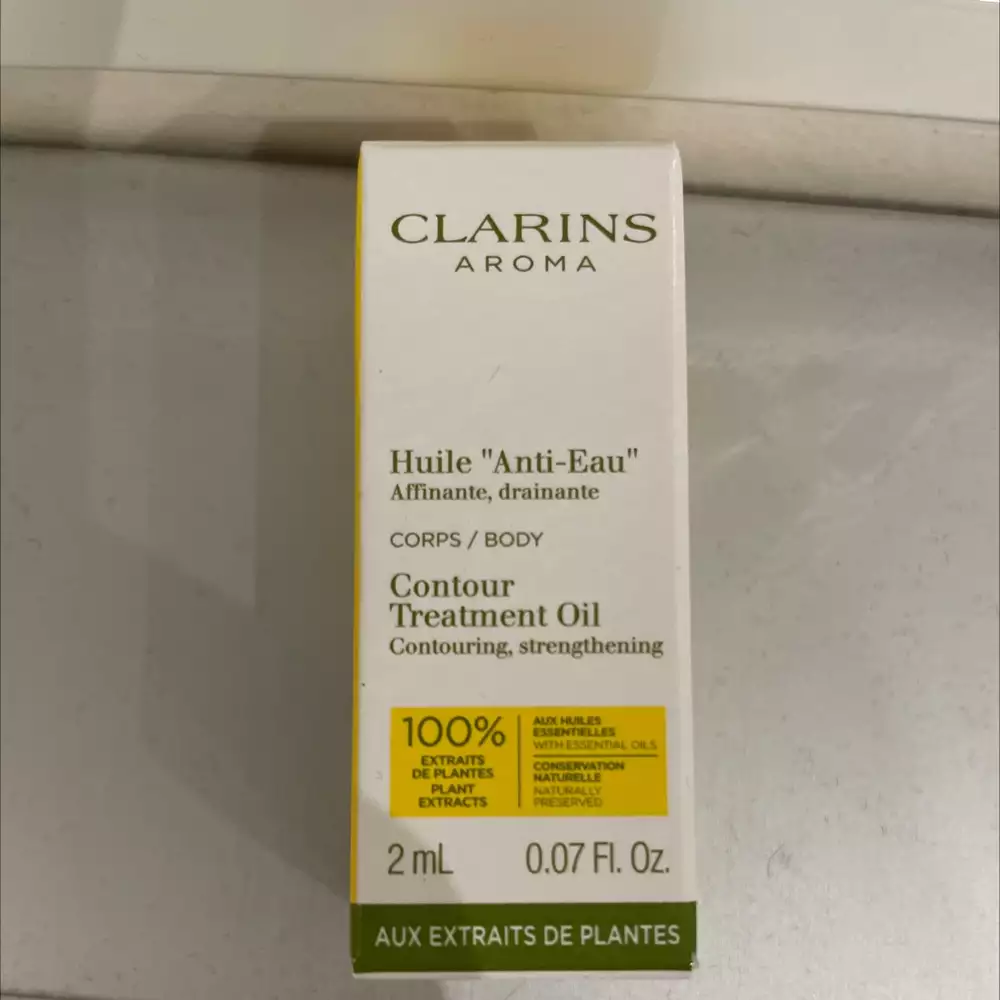 CLARINS
AROMA
Huile "Anti-Eau"
Affinante, drainante
CORPS / BODY
Contour
Treatment Oil
Contouring, strengthening
100%
EXTRAITS
DE PLANTES
PLANT
EXTRACTS
AUX HUILES
ESSENTIELLES
WITH ESSENTIAL OILS
CONSERVATION
NATURELLE
NATURALLY
PRESERVED
2 mL 0.07 Fl. Oz.
AUX EXTRAITS DE PLANTES